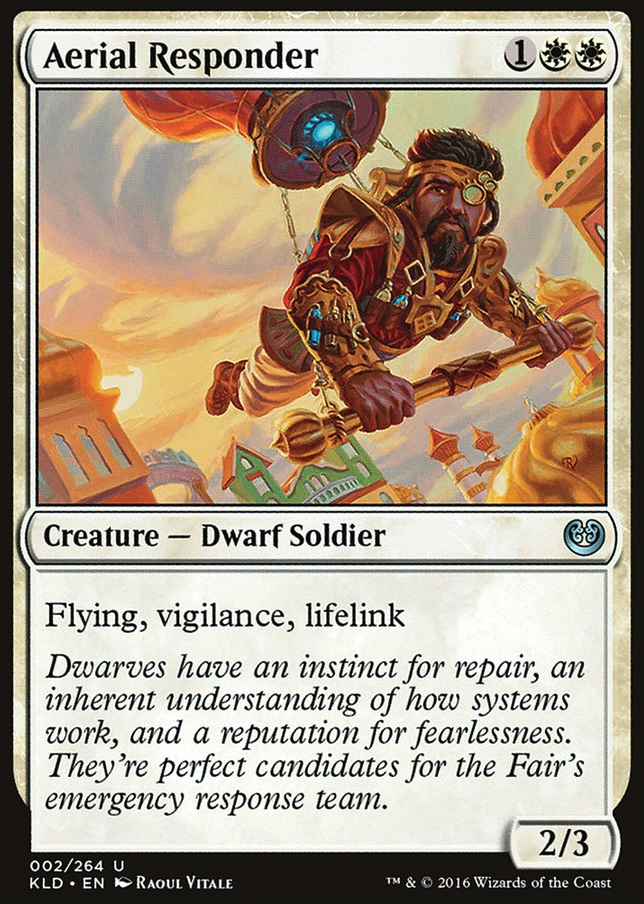 Aerial Responder 1
Creature — Dwarf Soldier
Flying, vigilance, lifelink
Dwarves have an instinct for repair, an
inherent understanding of how systems
work, and a reputation for fearlessness.
They're perfect candidates for the Fair's
emergency response team.
2/3
002/264 U
KLD • EN Raoul Vitale
™ & © 2016 Wizards of the Coast